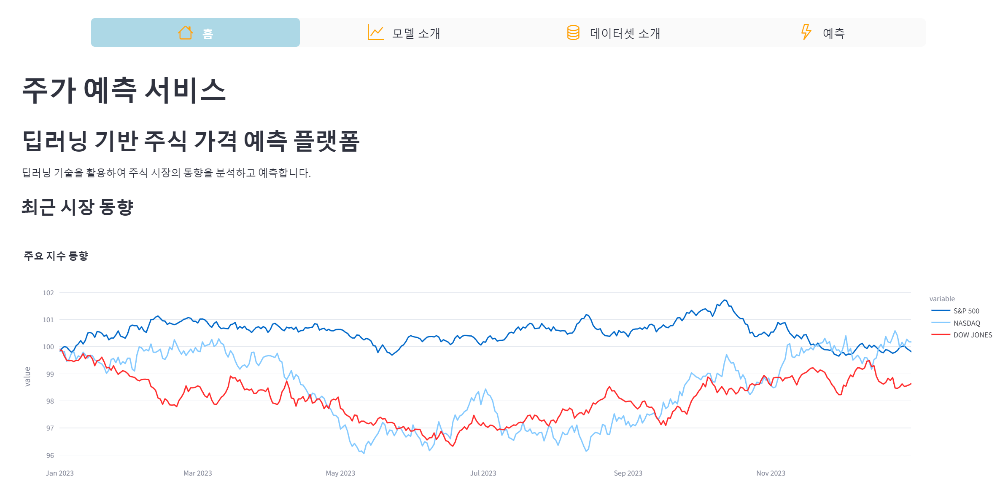 홈 모델 소개 데이터셋 소개 예측
주가 예측 서비스
딥러닝 기반 주식 가격 예측 플랫폼
딥러닝 기술을 활용하여 주식 시장의 동향을 분석하고 예측합니다.
최근 시장 동향
주요 지수 동향
102
101
100
99
98
97
96
value
Jan 2023 Mar 2023 May 2023 Jul 2023 Sep 2023 Nov 2023
variable
S&P 500
NASDAQ
DOW JONES